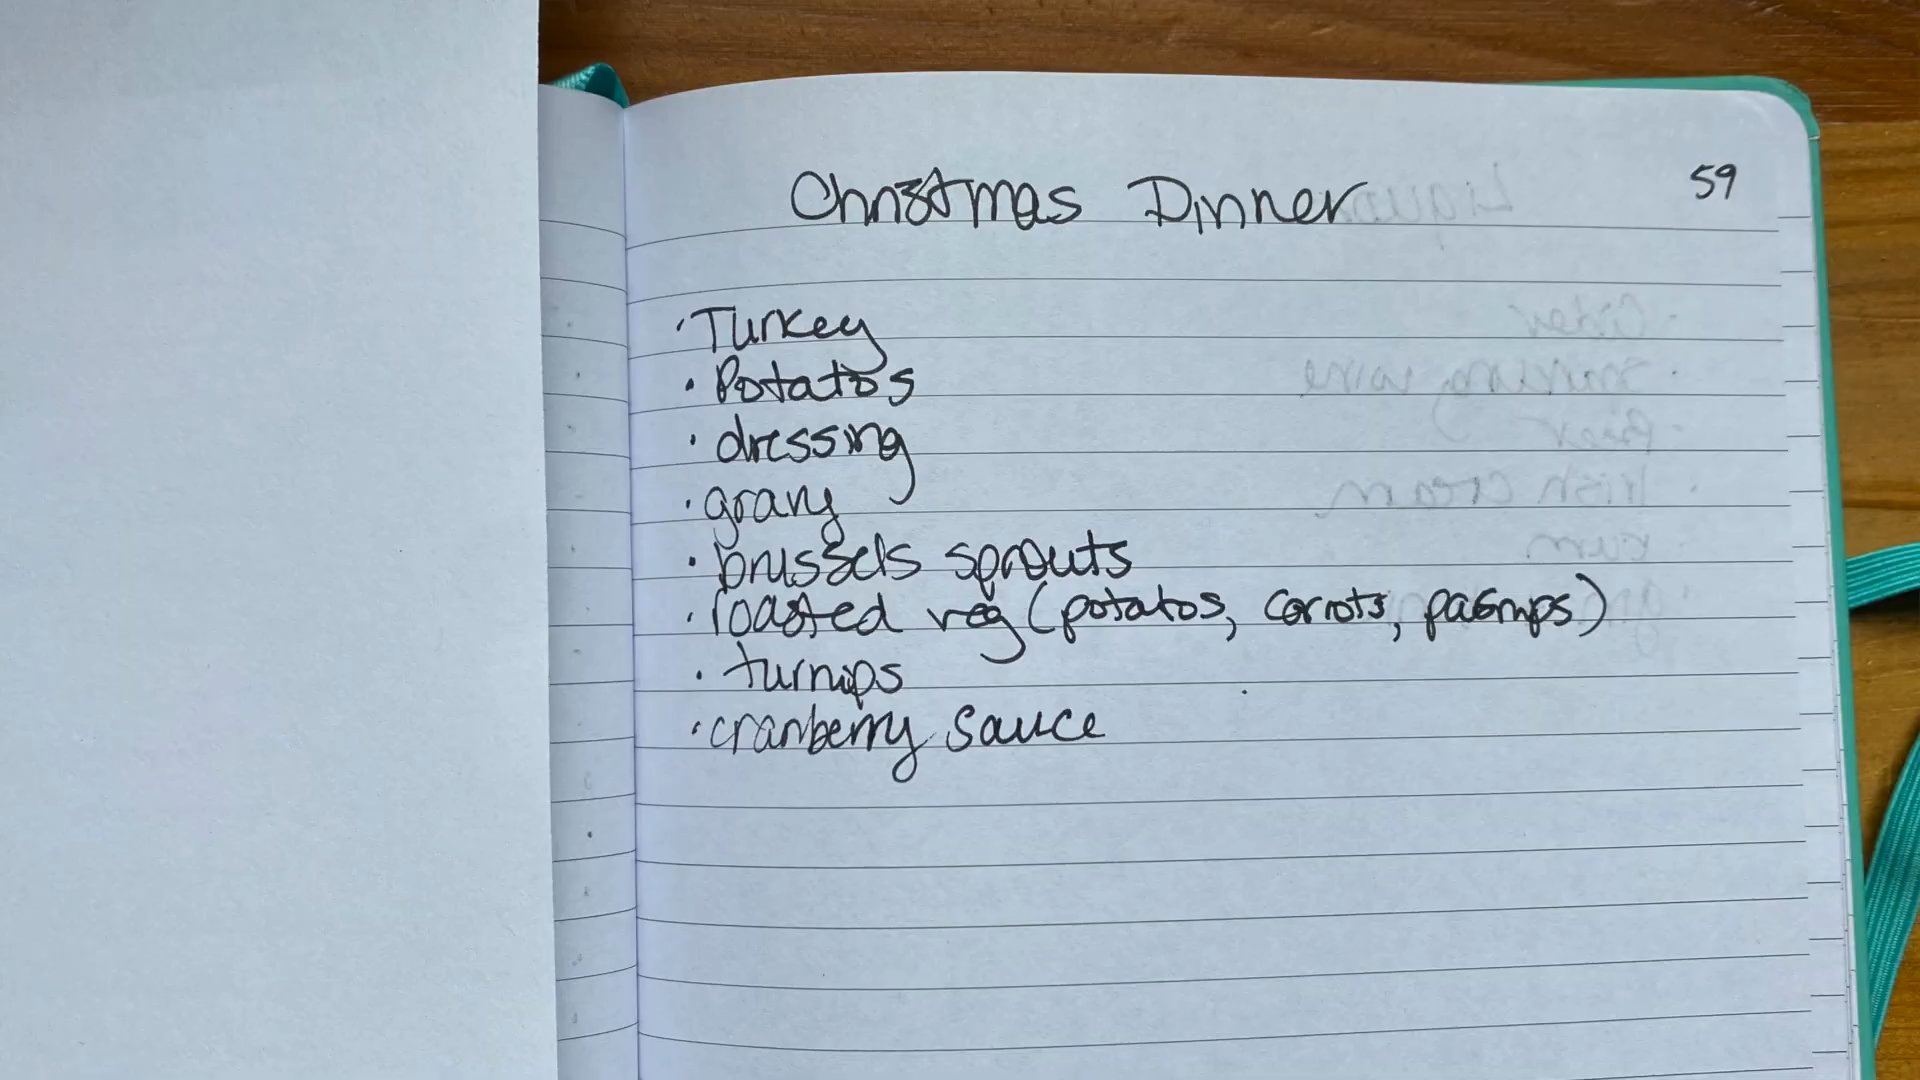 Christmas Dinner
59
· Turkey
· Potatos
· dressing
· gravy
· brussels sprouts
· roasted veg (potatos, carrots, parsnips)
· turnips
· cranberry sauce